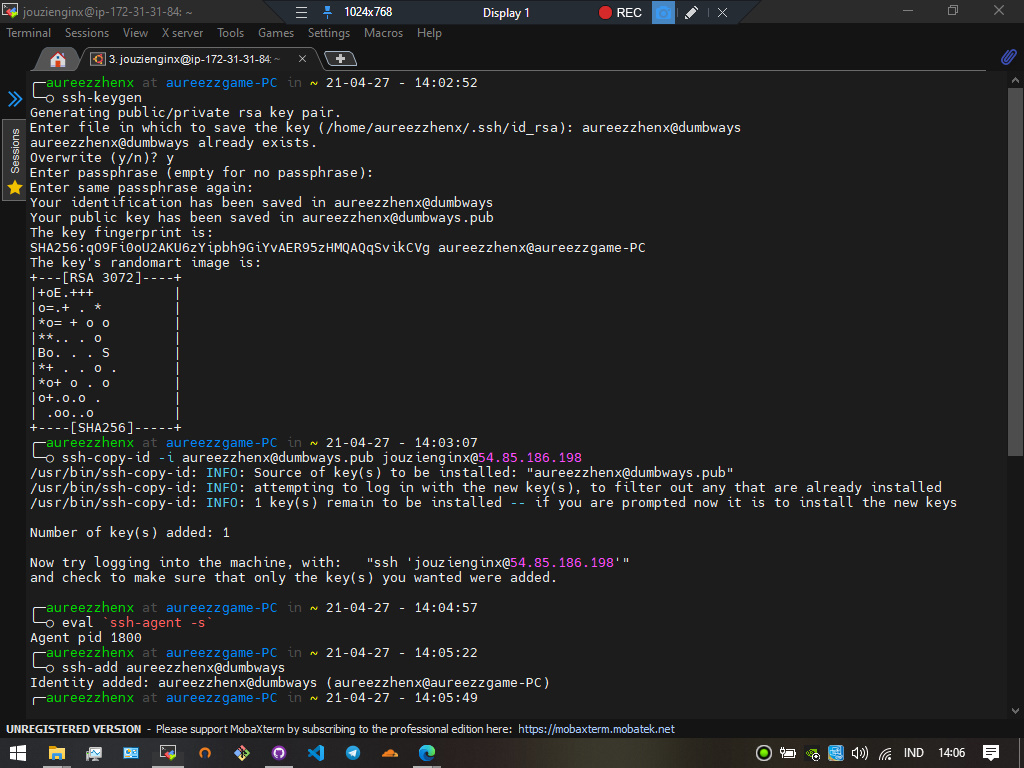 jouzienginx@ip-172-31-31-84: ~
1024x768 Display 1 REC
Terminal Sessions View X server Tools Games Settings Macros Help
3. jouzienginx@ip-172-31-31-84: ~
Sessions
aureezzhenx at aureezzgame-PC in ~ 21-04-27 - 14:02:52
ssh-keygen
Generating public/private rsa key pair.
Enter file in which to save the key (/home/aureezzhenx/.ssh/id_rsa): aureezzhenx@dumbways
aureezzhenx@dumbways already exists.
Overwrite (y/n)? y
Enter passphrase (empty for no passphrase):
Enter same passphrase again:
Your identification has been saved in aureezzhenx@dumbways
Your public key has been saved in aureezzhenx@dumbways.pub
The key fingerprint is:
SHA256:qO9Fi0oU2AKU6zYipbh9GiYvAER95zHMQAQqSvikCVg aureezzhenx@aureezzgame-PC
The key's randomart image is:
+---[RSA 3072]----+
|+oE.+++          |
|o=.+ . *         |
|*o= + o o        |
|**.. . o         |
|Bo. . . S        |
|*+ . . o .       |
|*o+ o . o        |
|o+.o.o .         |
| .oo..o          |
+----[SHA256]-----+
aureezzhenx at aureezzgame-PC in ~ 21-04-27 - 14:03:07
ssh-copy-id -i aureezzhenx@dumbways.pub jouzienginx@54.85.186.198
/usr/bin/ssh-copy-id: INFO: Source of key(s) to be installed: "aureezzhenx@dumbways.pub"
/usr/bin/ssh-copy-id: INFO: attempting to log in with the new key(s), to filter out any that are already installed
/usr/bin/ssh-copy-id: INFO: 1 key(s) remain to be installed -- if you are prompted now it is to install the new keys
Number of key(s) added: 1
Now try logging into the machine, with:   "ssh 'jouzienginx@54.85.186.198'"
and check to make sure that only the key(s) you wanted were added.
aureezzhenx at aureezzgame-PC in ~ 21-04-27 - 14:04:57
eval `ssh-agent -s`
Agent pid 1800
aureezzhenx at aureezzgame-PC in ~ 21-04-27 - 14:05:22
ssh-add aureezzhenx@dumbways
Identity added: aureezzhenx@dumbways (aureezzhenx@aureezzgame-PC)
aureezzhenx at aureezzgame-PC in ~ 21-04-27 - 14:05:49
UNREGISTERED VERSION - Please support MobaXterm by subscribing to the professional edition here: https://mobaxterm.mobatek.net
IND 14:06